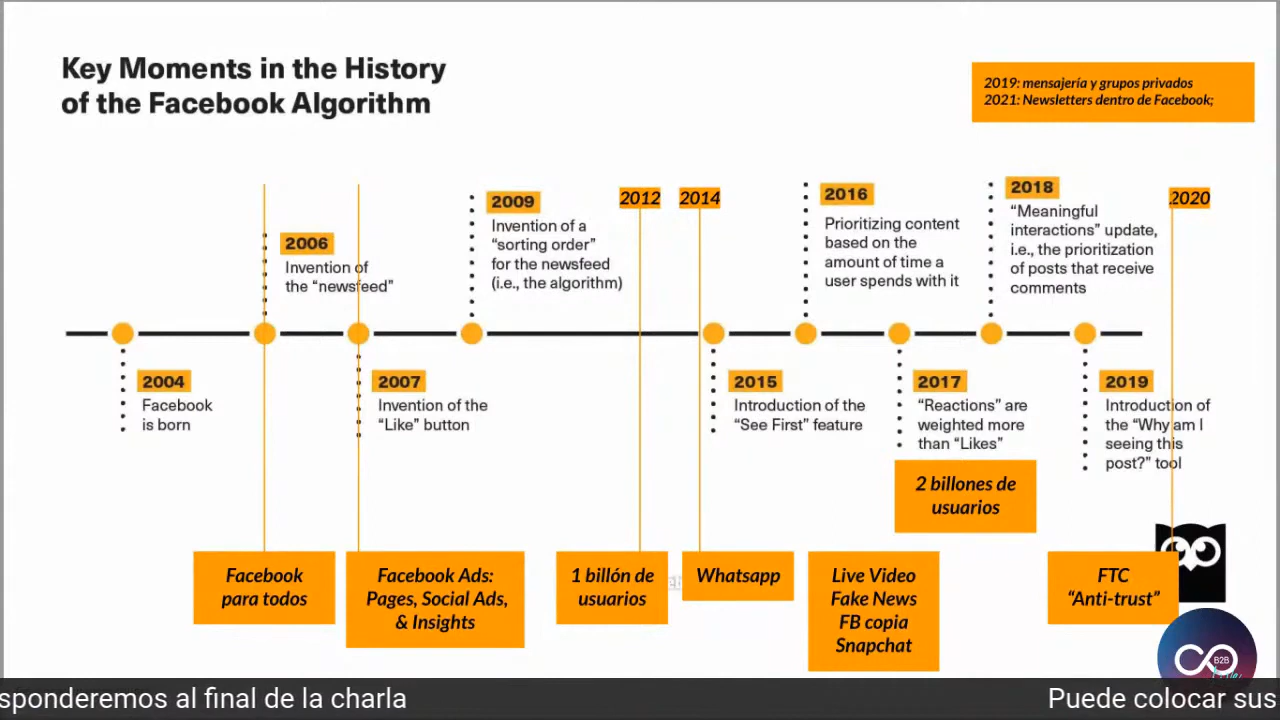 Key Moments in the History
of the Facebook Algorithm
2019: mensajería y grupos privados
2021: Newsletters dentro de Facebook;
2006
Invention of
the “newsfeed”
2009
Invention of a
“sorting order”
for the newsfeed
(i.e., the algorithm)
2012
2014
2016
Prioritizing content
based on the
amount of time a
user spends with it
2018
“Meaningful
interactions” update,
i.e., the prioritization
of posts that receive
comments
2020
2004
Facebook
is born
2007
Invention of the
“Like” button
2015
Introduction of the
“See First” feature
2017
“Reactions” are
weighted more
than “Likes”
2019
Introduction of
the “Why am I
seeing this
post?” tool
2 billones de
usuarios
Facebook
para todos
Facebook Ads:
Pages, Social Ads,
& Insights
1 billón de
usuarios
Whatsapp
Live Video
Fake News
FB copia
Snapchat
FTC
“Anti-trust”
B2B
sponderemos al final de la charla
Puede colocar sus